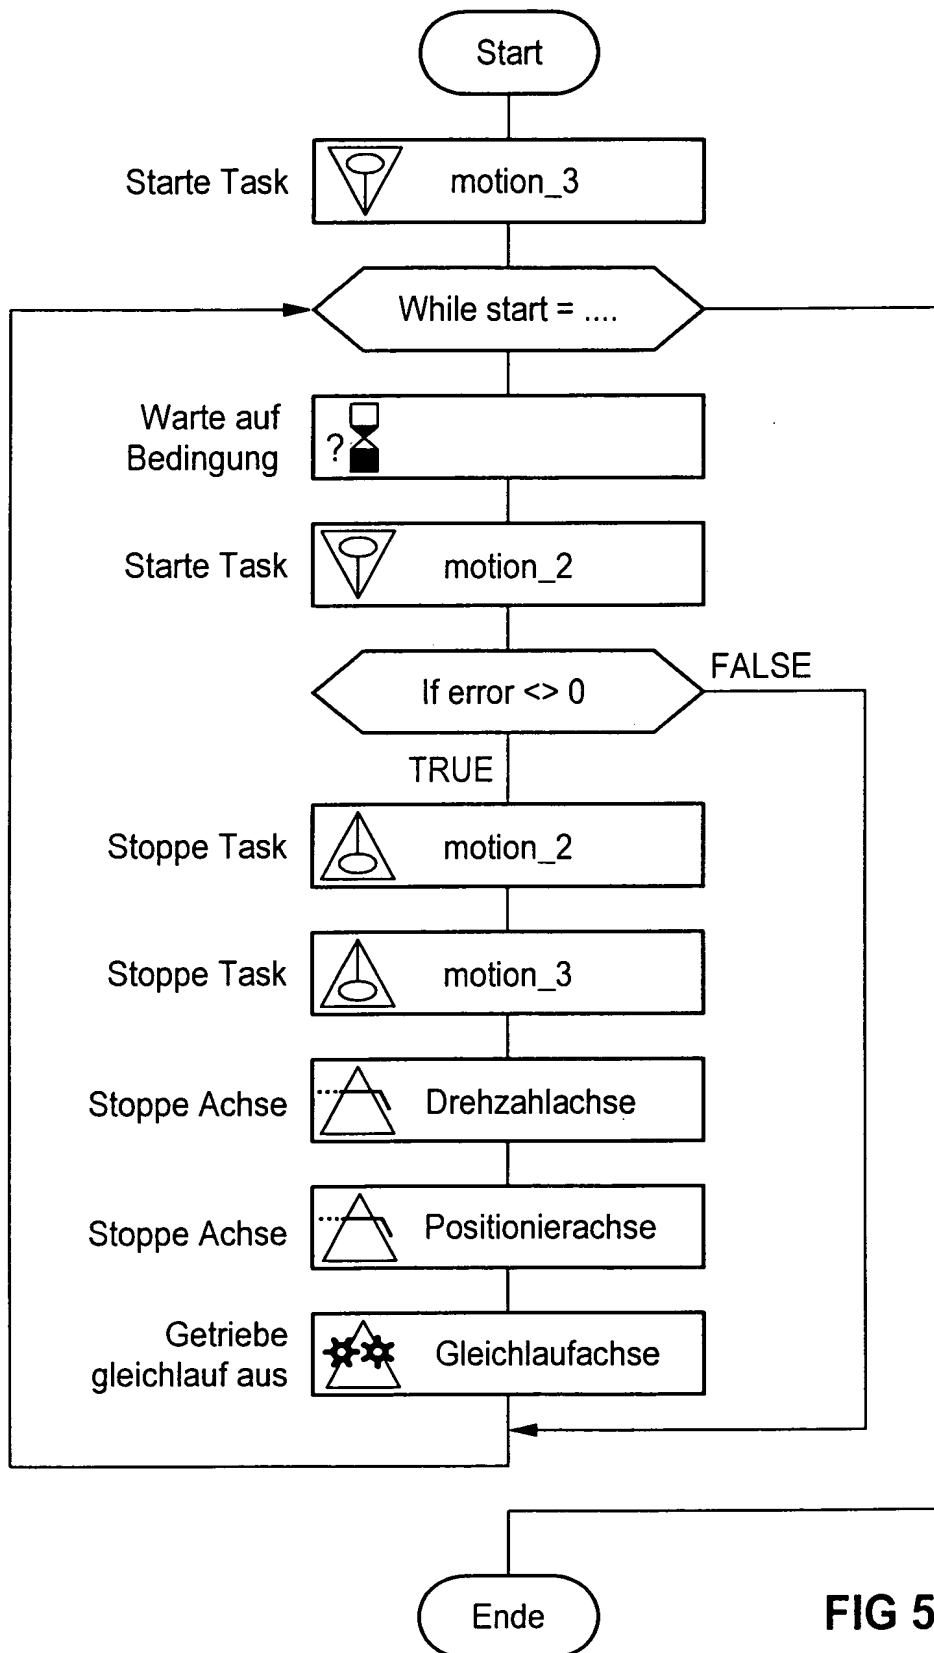 Start
Starte Task
motion_3
While start = ....
Warte auf
Bedingung
?
Starte Task
motion_2
If error <> 0
FALSE
TRUE
Stoppe Task
motion_2
Stoppe Task
motion_3
Stoppe Achse
Drehzahlachse
Stoppe Achse
Positionierachse
Getriebe
gleichlauf aus
Gleichlaufachse
Ende
FIG 5